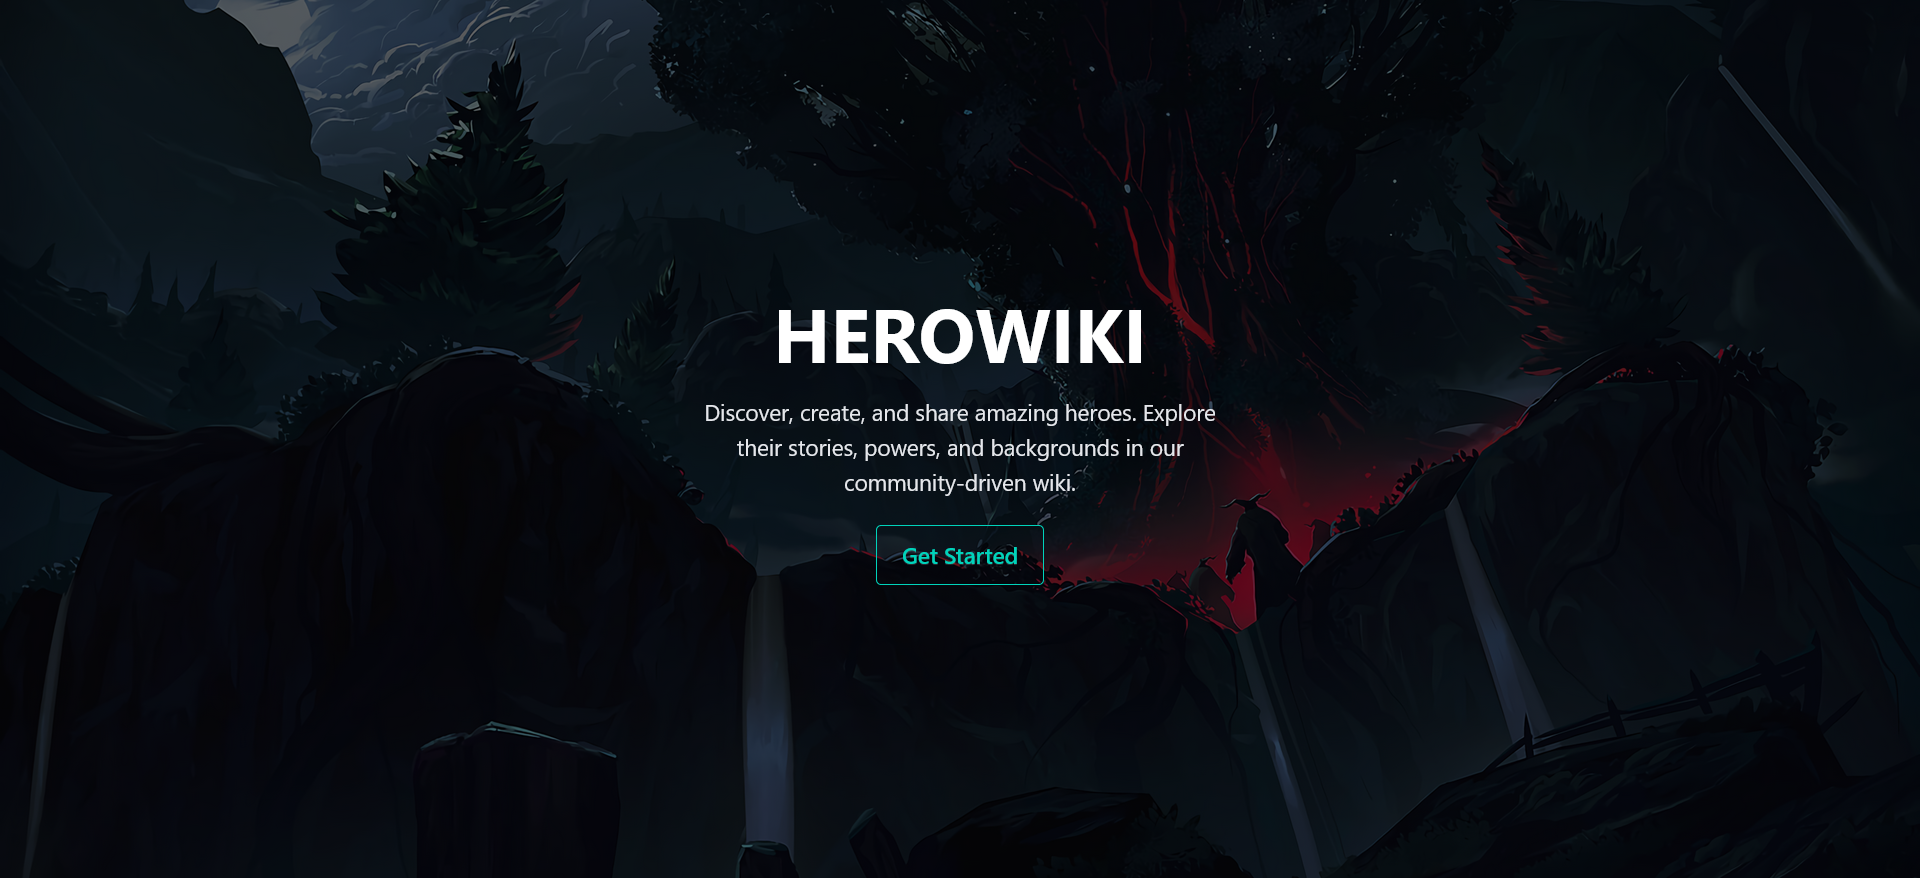 HEROWIKI
Discover, create, and share amazing heroes. Explore
their stories, powers, and backgrounds in our
community-driven wiki.
Get Started